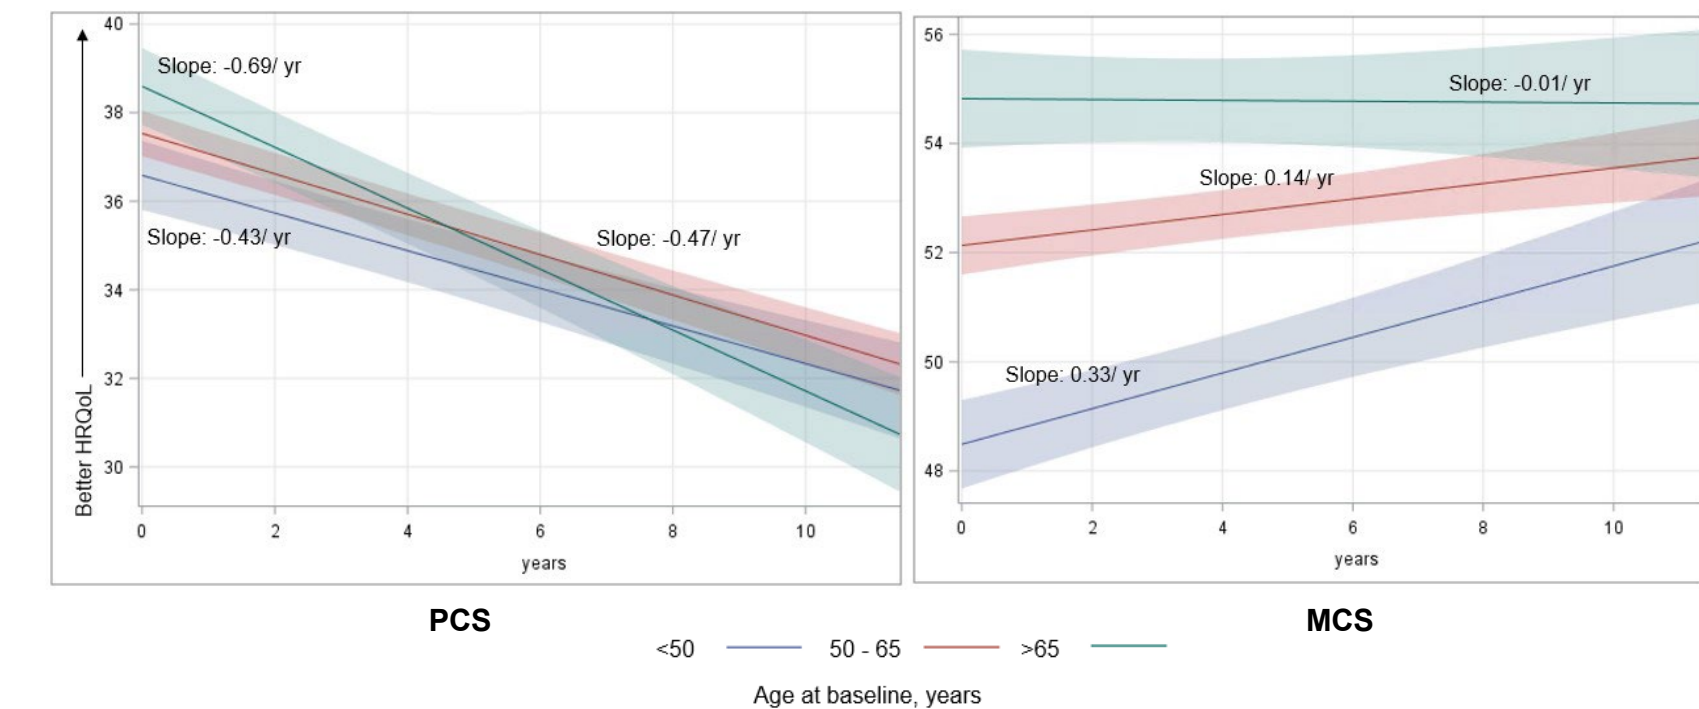 Better HRQoL
40
38
36
34
32
30
Slope: -0.69/ yr
Slope: -0.43/ yr
Slope: -0.47/ yr
0 2 4 6 8 10
years
PCS
56
54
52
50
48
Slope: -0.01/ yr
Slope: 0.14/ yr
Slope: 0.33/ yr
0 2 4 6 8 10
years
MCS
<50 50 - 65 >65
Age at baseline, years